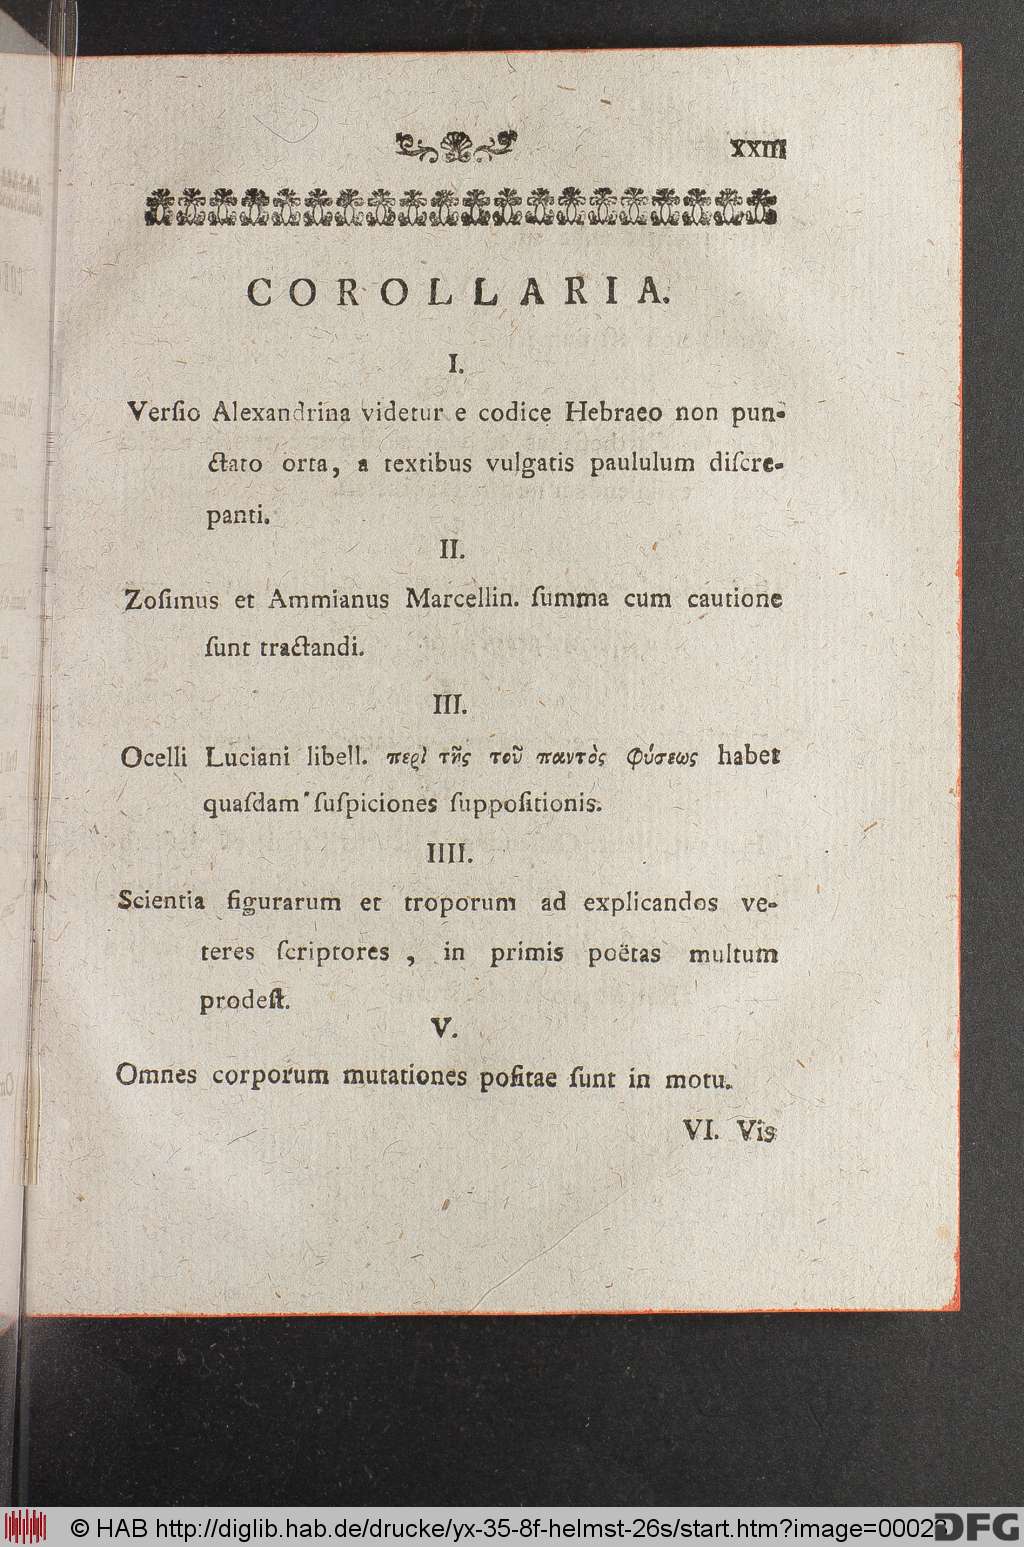 XXIII
COROLLARIA.
I.
Verſio Alexandrina videtur e codice Hebraeo non pun-
ctato orta, a textibus vulgatis paululum diſcre-
panti.
II.
Zoſimus et Ammianus Marcellin. ſumma cum cautione
ſunt tractandi.
III.
Ocelli Luciani libell. περὶ τῆς τοῦ παντὸς φύσεως habet
quaſdam ſuſpiciones ſuppoſitionis.
IIII.
Scientia figurarum et troporum ad explicandos ve-
teres ſcriptores, in primis poëtas multum
prodeſt.
V.
Omnes corporum mutationes poſitae ſunt in motu.
VI. Vis
© HAB http://diglib.hab.de/drucke/yx-35-8f-helmst-26s/start.htm?image=00023
DFG